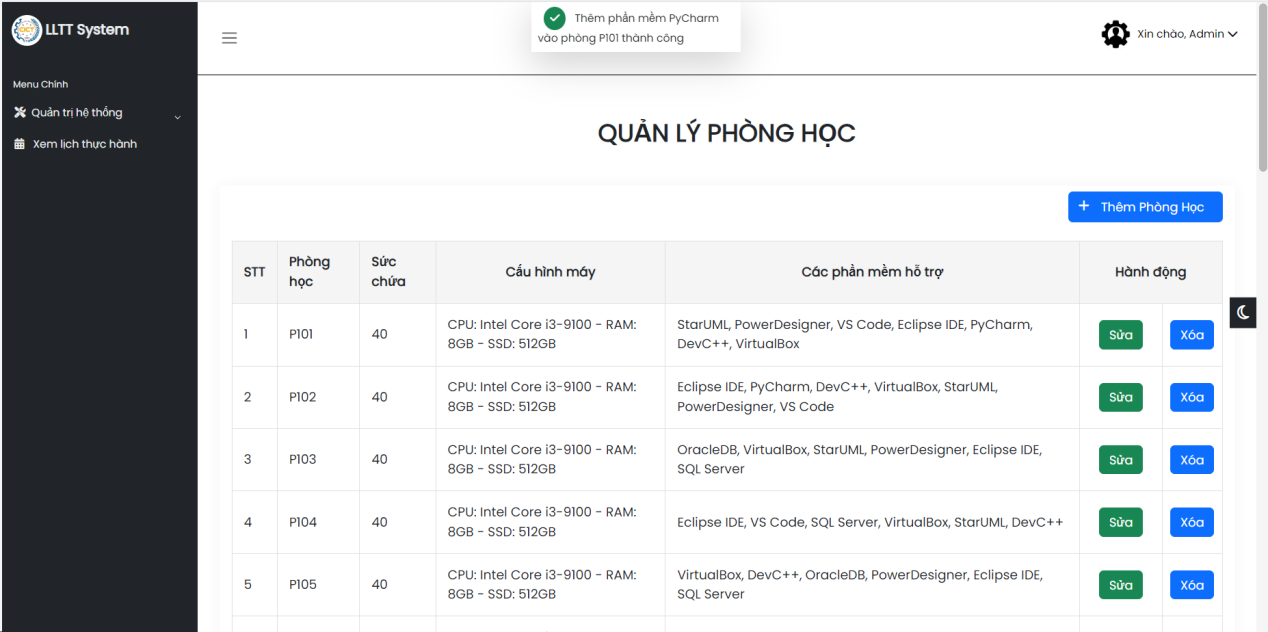 LLTT System
Thêm phần mềm PyCharm
vào phòng P101 thành công
Xin chào, Admin
Menu Chính
Quản trị hệ thống
Xem lịch thực hành
QUẢN LÝ PHÒNG HỌC
+ Thêm Phòng Học
STT
Phòng
học
Sức
chứa
Cấu hình máy
Các phần mềm hỗ trợ
Hành động
1
P101
40
CPU: Intel Core i3-9100 - RAM:
8GB - SSD: 512GB
StarUML, PowerDesigner, VS Code, Eclipse IDE, PyCharm,
DevC++, VirtualBox
Sửa
Xóa
2
P102
40
CPU: Intel Core i3-9100 - RAM:
8GB - SSD: 512GB
Eclipse IDE, PyCharm, DevC++, VirtualBox, StarUML,
PowerDesigner, VS Code
Sửa
Xóa
3
P103
40
CPU: Intel Core i3-9100 - RAM:
8GB - SSD: 512GB
OracleDB, VirtualBox, StarUML, PowerDesigner, Eclipse IDE,
SQL Server
Sửa
Xóa
4
P104
40
CPU: Intel Core i3-9100 - RAM:
8GB - SSD: 512GB
Eclipse IDE, VS Code, SQL Server, VirtualBox, StarUML, DevC++
Sửa
Xóa
5
P105
40
CPU: Intel Core i3-9100 - RAM:
8GB - SSD: 512GB
VirtualBox, DevC++, OracleDB, PowerDesigner, Eclipse IDE,
SQL Server
Sửa
Xóa